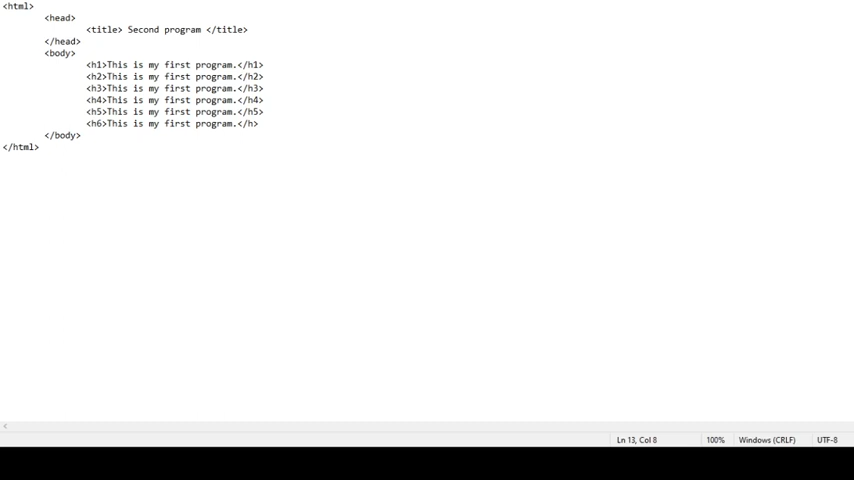 <html>
<head>
<title> Second program </title>
</head>
<body>
<h1>This is my first program.</h1>
<h2>This is my first program.</h2>
<h3>This is my first program.</h3>
<h4>This is my first program.</h4>
<h5>This is my first program.</h5>
<h6>This is my first program.</h>
</body>
</html>
Ln 13, Col 8 100% Windows (CRLF) UTF-8